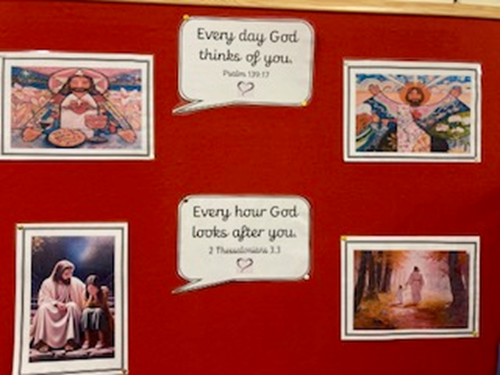 Every day God
thinks of you.
Psalm 139:17
Every hour God
looks after you.
2 Thessalonians 3.3